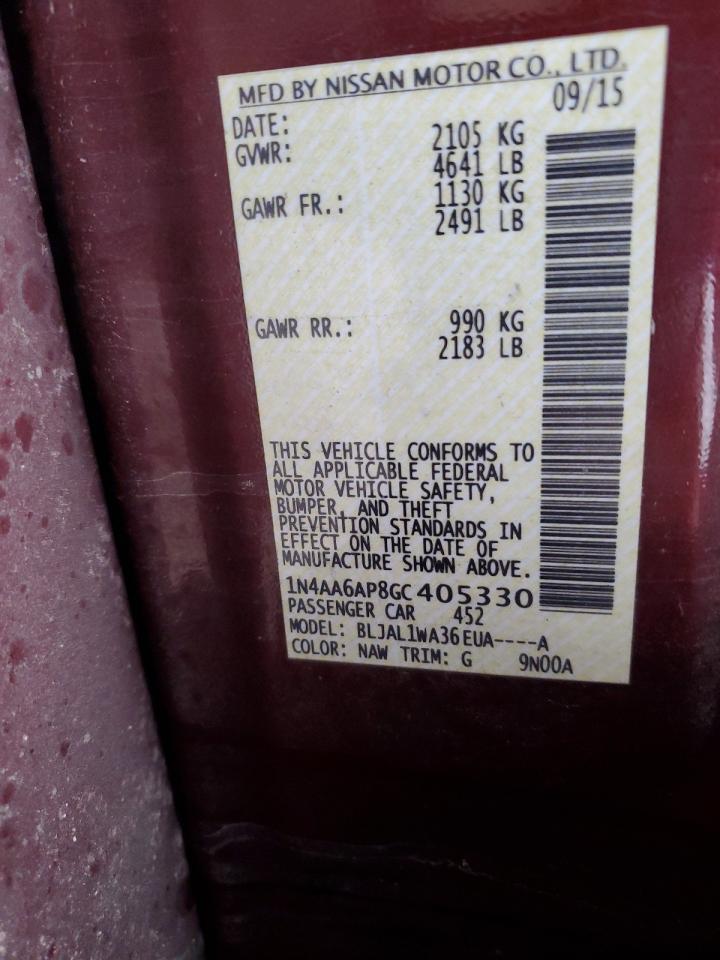 MFD BY NISSAN MOTOR CO., LTD.
DATE: 09/15
GVWR: 2105 KG
4641 LB
GAWR FR.: 1130 KG
2491 LB
GAWR RR.: 990 KG
2183 LB
THIS VEHICLE CONFORMS TO
ALL APPLICABLE FEDERAL
MOTOR VEHICLE SAFETY,
BUMPER, AND THEFT
PREVENTION STANDARDS IN
EFFECT ON THE DATE OF
MANUFACTURE SHOWN ABOVE.
1N4AA6AP8GC405330
PASSENGER CAR 452
MODEL: BLJAL1WA36EUA----A
COLOR: NAW TRIM: G 9N00A